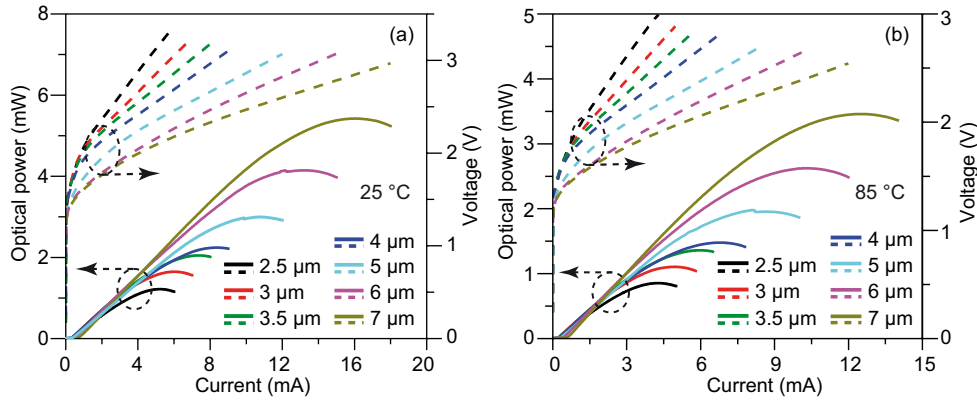 8
7
6
5
4
3
2
1
0
Optical power (mW)
(a)
3
2
1
0
Voltage (V)
25 °C
2.5 µm
3 µm
3.5 µm
4 µm
5 µm
6 µm
7 µm
0 4 8 12 16 20
Current (mA)
5
4
3
2
1
0
Optical power (mW)
(b)
3
2
1
0
Voltage (V)
85 °C
2.5 µm
3 µm
3.5 µm
4 µm
5 µm
6 µm
7 µm
0 3 6 9 12 15
Current (mA)